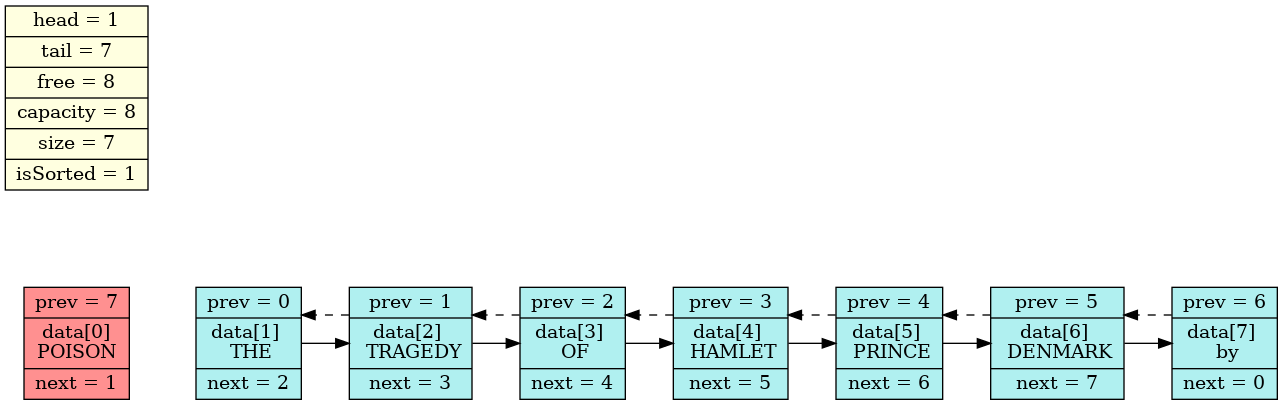 head = 1
tail = 7
free = 8
capacity = 8
size = 7
isSorted = 1
prev = 7
data[0]
POISON
next = 1
prev = 0
data[1]
THE
next = 2
prev = 1
data[2]
TRAGEDY
next = 3
prev = 2
data[3]
OF
next = 4
prev = 3
data[4]
HAMLET
next = 5
prev = 4
data[5]
PRINCE
next = 6
prev = 5
data[6]
DENMARK
next = 7
prev = 6
data[7]
by
next = 0